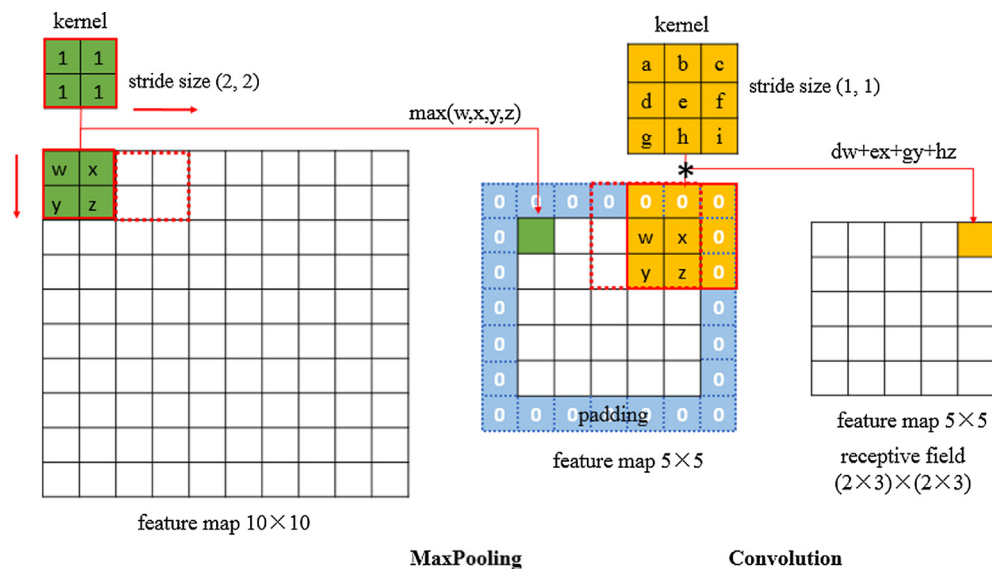 kernel
1 1
1 1
stride size (2, 2)
max(w,x,y,z)
w x
y z
feature map 10×10
kernel
a b c
d e f
g h i
stride size (1, 1)
*
dw+ex+gy+hz
0 0 0 0 0 0 0
0 w x 0
0 y z 0
0 0
0 0
0 0
0 0 0 0 0 0 0
padding
feature map 5×5
feature map 5×5
receptive field
(2×3)×(2×3)
MaxPooling
Convolution